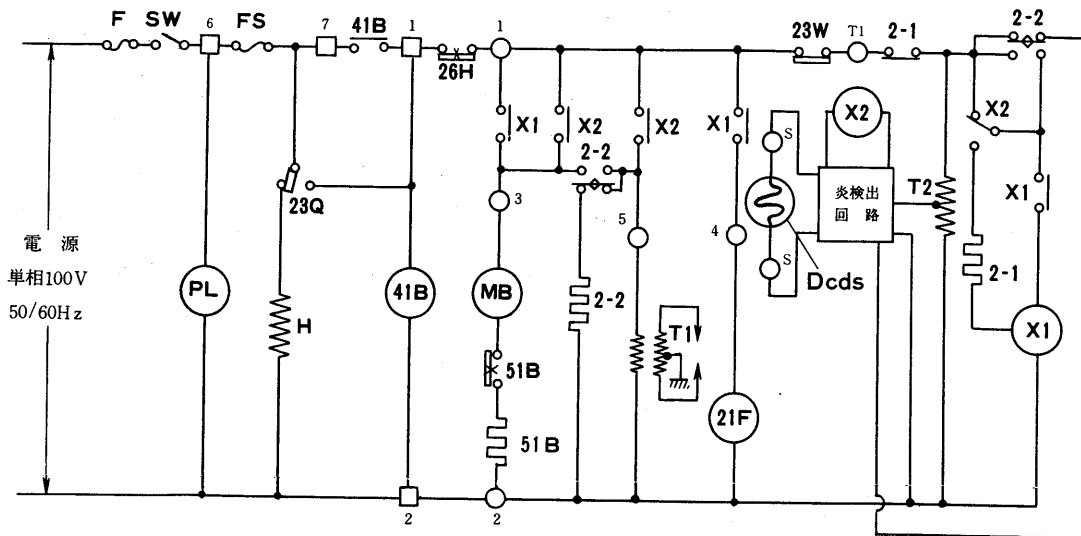 F
SW
6
FS
7
41B
1
26H
1
23W
T1
2-1
2-2
X1
X2
2-2
X2
X1
S
X2
X2
炎検出
回路
T2
X1
23Q
3
5
4
S
Dcds
電源
単相100V
50/60Hz
PL
H
41B
MB
2-2
T1
2-1
X1
51B
51B
21F
2
2